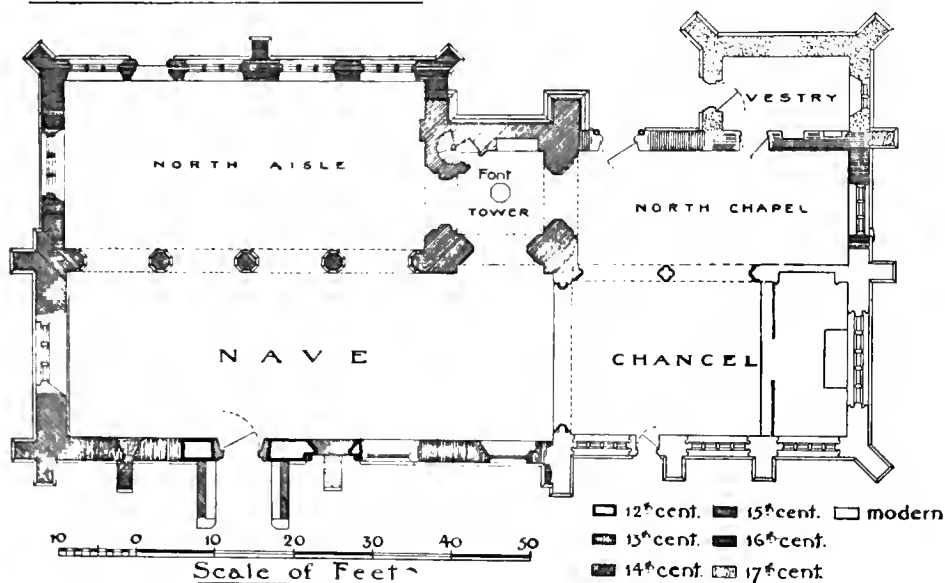 VESTRY
NORTH AISLE
Font
TOWER
NORTH CHAPEL
NAVE
CHANCEL
12th cent. 15th cent. modern
13th cent. 16th cent.
14th cent. 17th cent.
10 0 10 20 30 40 50
Scale of Feet